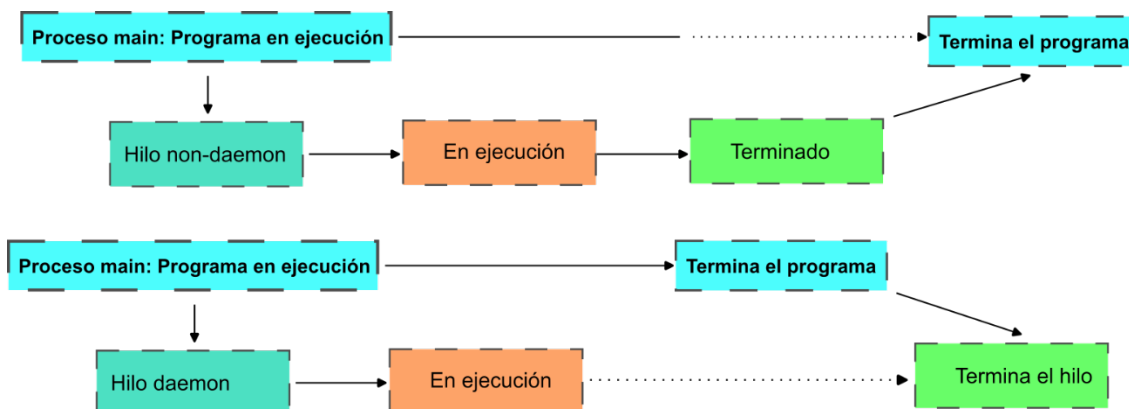 Proceso main: Programa en ejecución
Termina el programa
Hilo non-daemon
En ejecución
Terminado
Proceso main: Programa en ejecución
Termina el programa
Hilo daemon
En ejecución
Termina el hilo